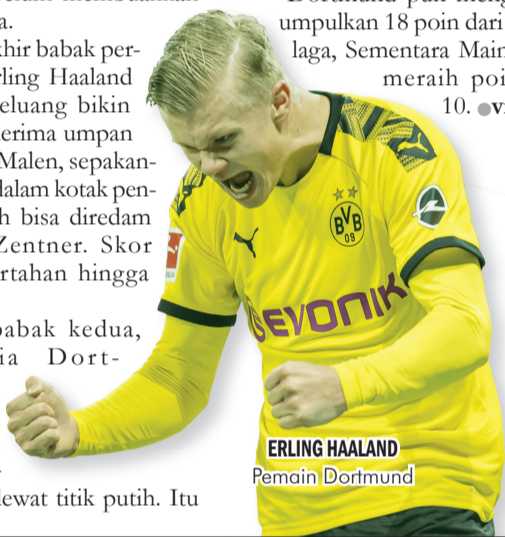 a.
khir babak per-
rling Haaland
eluang bikin
nerima umpan
Malen, sepakan-
dalam kotak pen-
h bisa diredam
Zentner. Skor
rtahan hingga
babak kedua,
ia Dort-
lewat titik putih. Itu
umpulkan 18 poin dari
laga, Sementara Main
meraih poi
10.
BVB
09
EVONIK
ERLING HAALAND
Pemain Dortmund